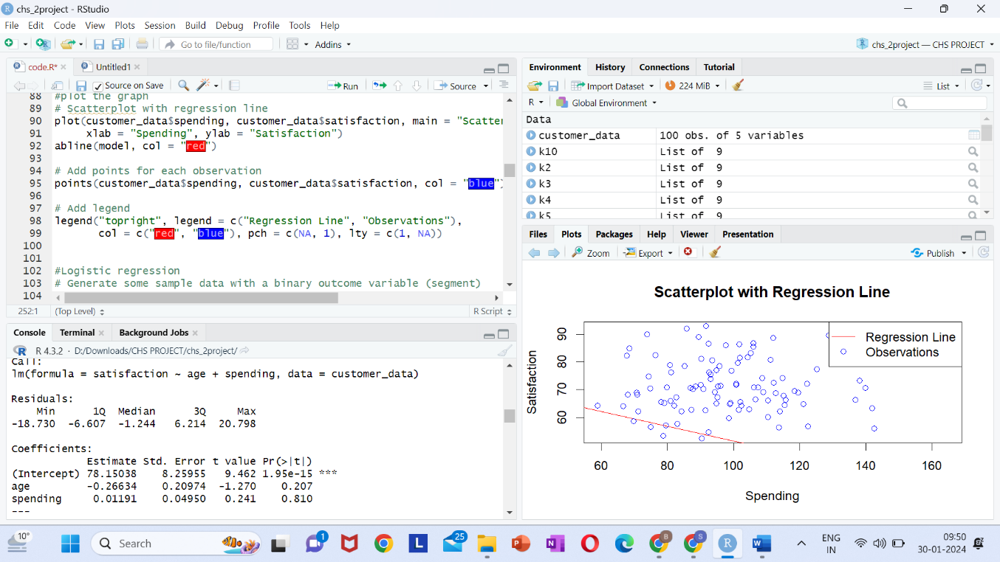 chs_2project - RStudio
File Edit Code View Plots Session Build Debug Profile Tools Help
Go to file/function Addins chs_2project — CHS PROJECT
code.R* Untitled1
Source on Save Run Source
88 #plot the graph
89 # Scatterplot with regression line
90 plot(customer_data$spending, customer_data$satisfaction, main = "Scatter
91 xlab = "Spending", ylab = "Satisfaction")
92 abline(model, col = "red")
93
94 # Add points for each observation
95 points(customer_data$spending, customer_data$satisfaction, col = "blue")
96
97 # Add legend
98 legend("topright", legend = c("Regression Line", "Observations"),
99 col = c("red", "blue"), pch = c(NA, 1), lty = c(1, NA))
100
101
102 #Logistic regression
103 # Generate some sample data with a binary outcome variable (segment)
104
252:1 (Top Level) R Script
Console Terminal Background Jobs
R 4.3.2 · D:/Downloads/CHS PROJECT/chs_2project/
Call:
lm(formula = satisfaction ~ age + spending, data = customer_data)
Residuals:
Min 1Q Median 3Q Max
-18.730 -6.607 -1.244 6.214 20.798
Coefficients:
Estimate Std. Error t value Pr(>|t|)
(Intercept) 78.15038 8.25955 9.462 1.95e-15 ***
age -0.26634 0.20974 -1.270 0.207
spending 0.01191 0.04950 0.241 0.810
---
Environment History Connections Tutorial
Import Dataset 224 MiB List
R Global Environment
Data
customer_data 100 obs. of 5 variables
k10 List of 9
k2 List of 9
k3 List of 9
k4 List of 9
k5 List of 9
Files Plots Packages Help Viewer Presentation
Zoom Export Publish
Scatterplot with Regression Line
Regression Line
Observations
Satisfaction
90
80
70
60
60 80 100 120 140 160
Spending
10°
Search
1
25
B
S
ENG
IN
09:50
30-01-2024